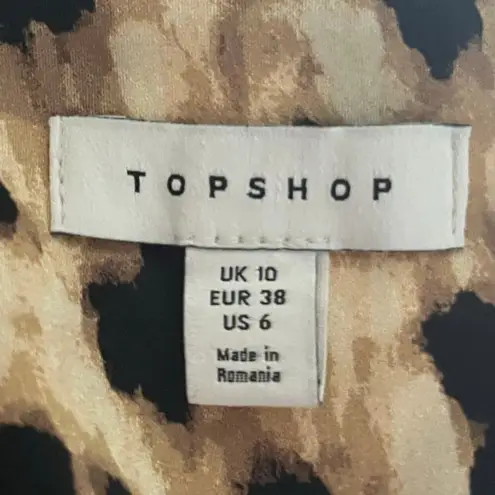 TOPSHOP
UK 10
EUR 38
US 6
Made in
Romania